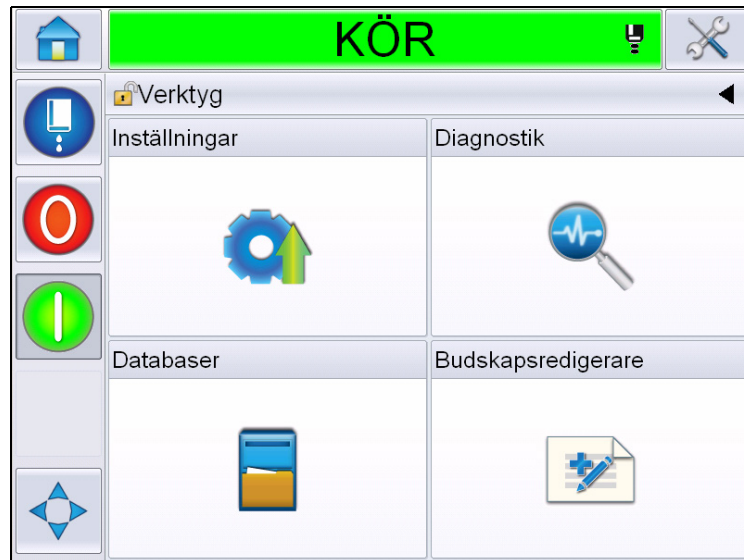 KÖR
Verktyg
Inställningar
Diagnostik
Databaser
Budskapsredigerare